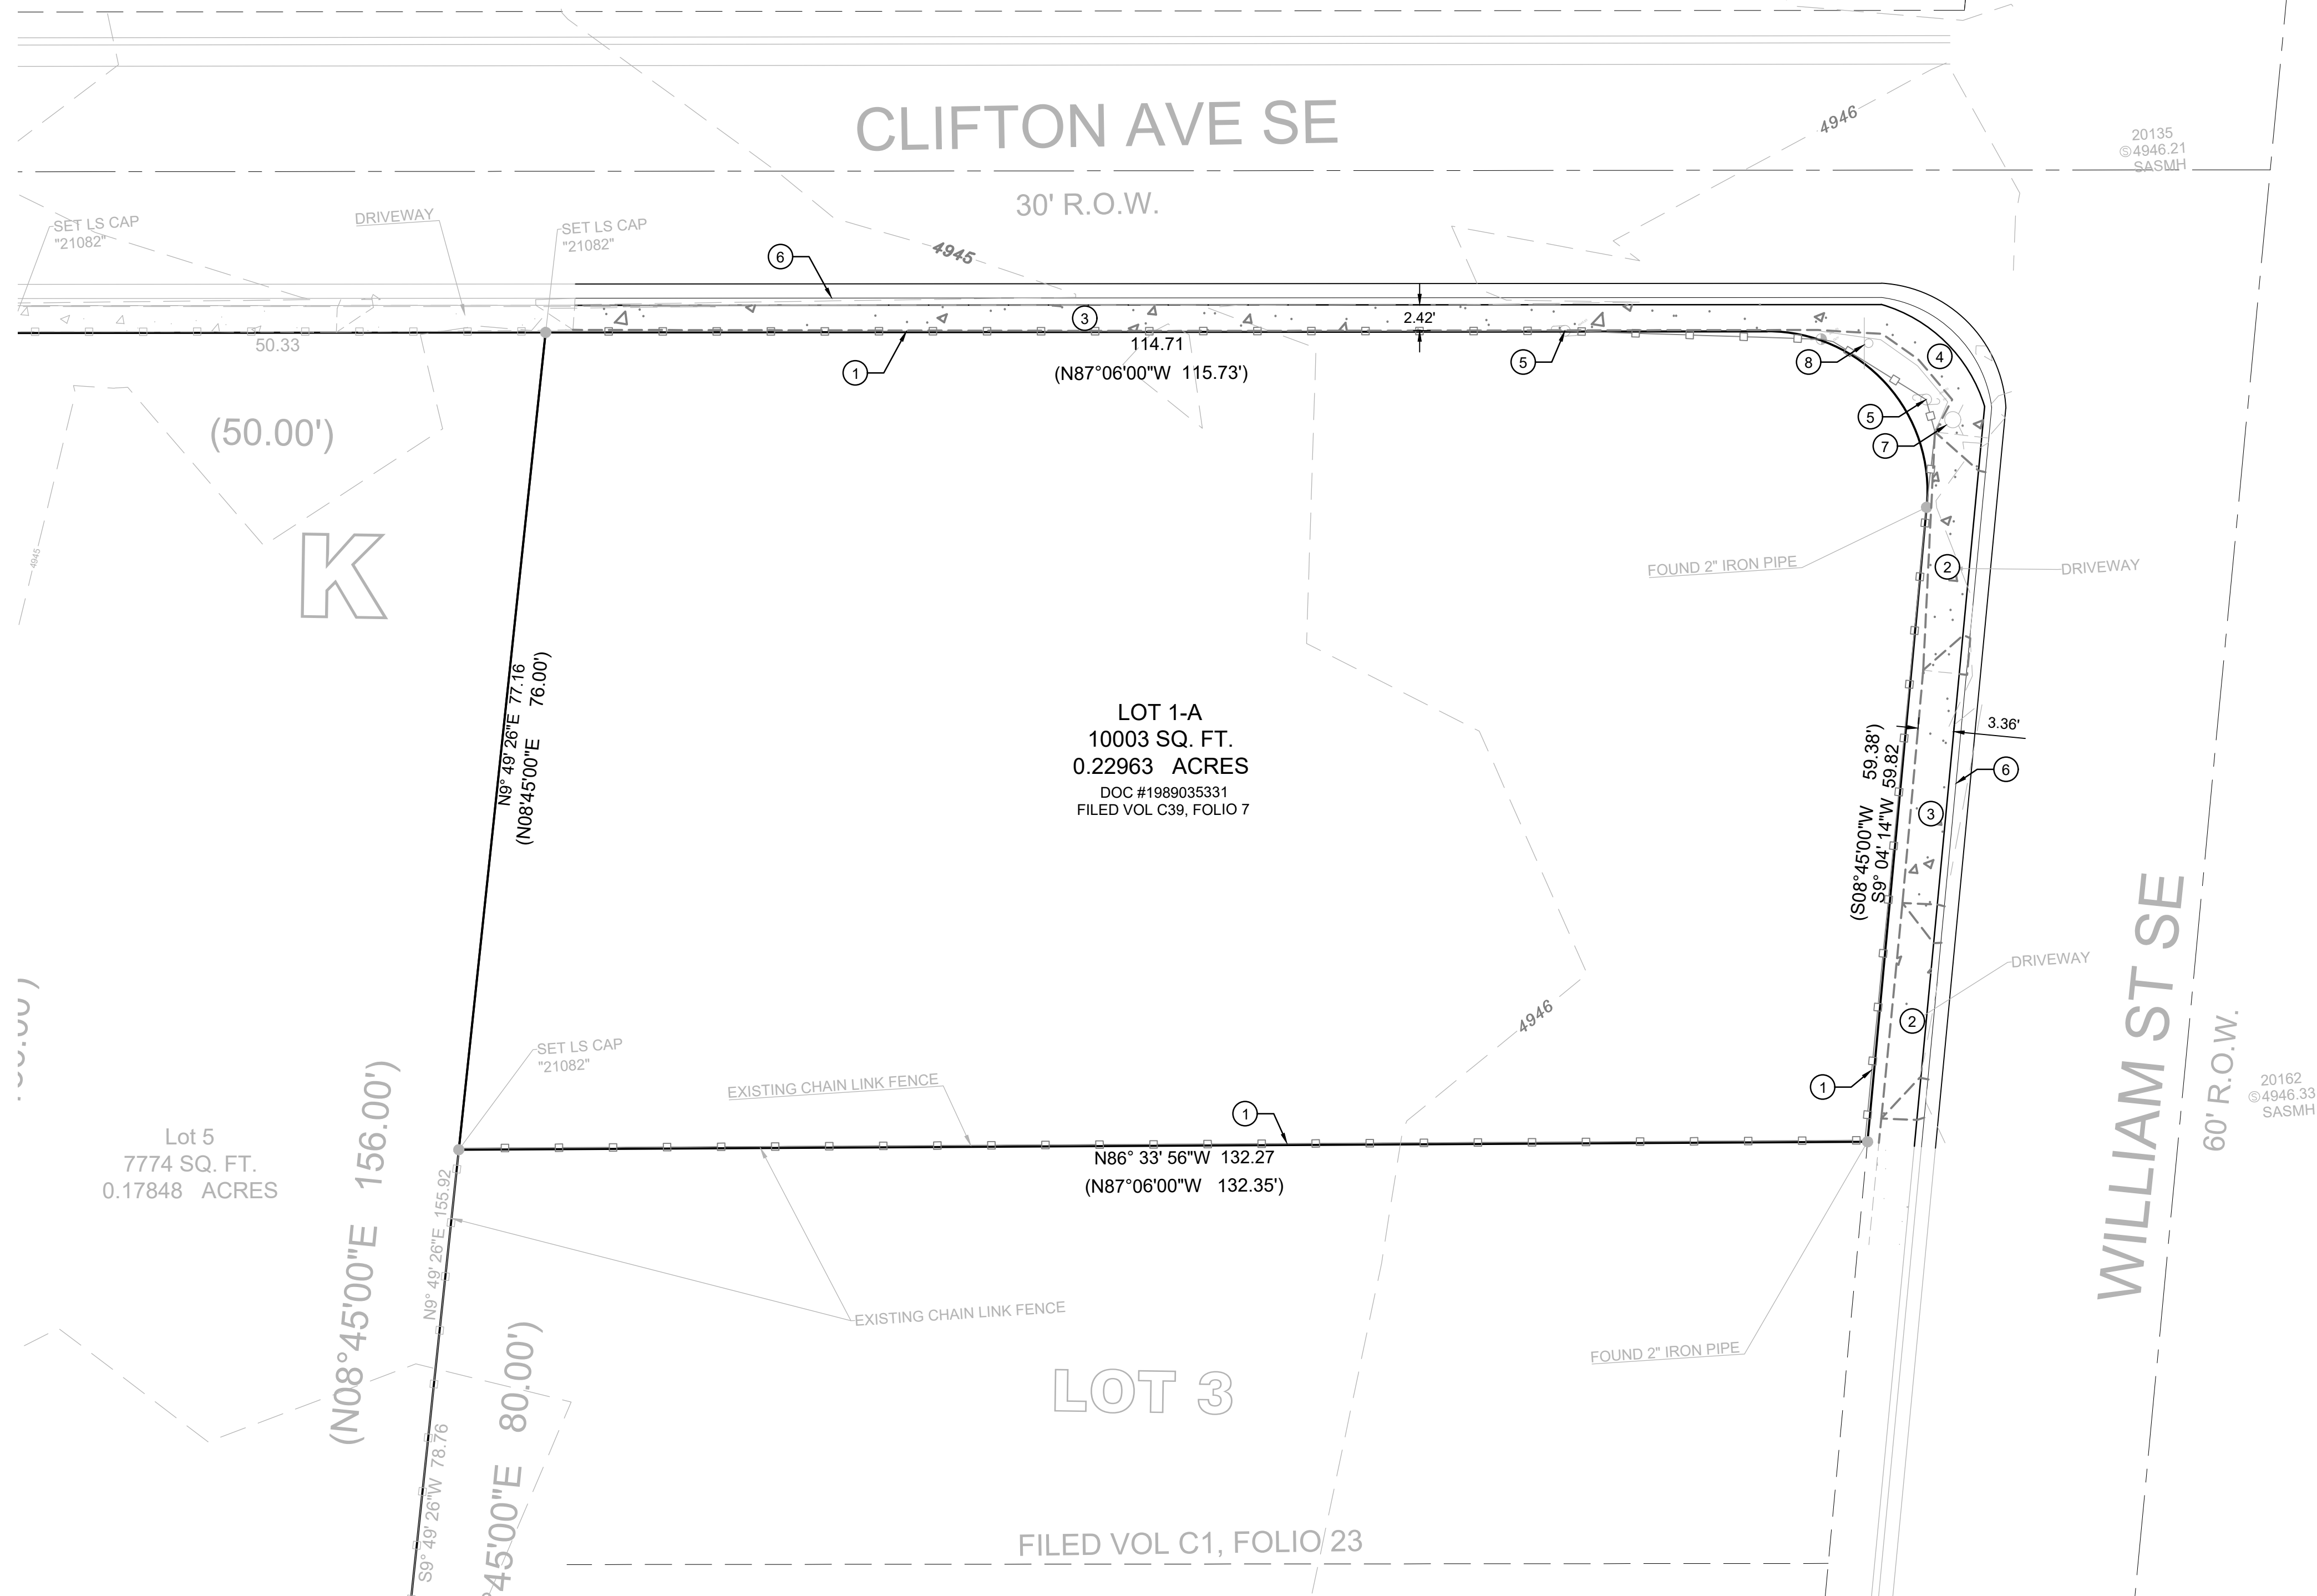 CLIFTON AVE SE
30' R.O.W.
4946
20135
Ⓢ4946.21
SASMH
SET LS CAP
"21082"
DRIVEWAY
SET LS CAP
"21082"
4945
6
3
2.42'
50.33
114.71
(N87°06'00"W 115.73')
1
5
8
4
5
7
(50.00')
K
4945
FOUND 2" IRON PIPE
2
DRIVEWAY
N9° 49' 26"E 77.16
(N08°45'00"E 76.00')
LOT 1-A
10003 SQ. FT.
0.22963 ACRES
DOC #1989035331
FILED VOL C39, FOLIO 7
(S08°45'00"W 59.38')
S9° 04' 14"W 59.82
3.36'
6
3
DRIVEWAY
WILLIAM ST SE
60' R.O.W.
2
4946
20162
Ⓢ4946.33
SASMH
SET LS CAP
"21082"
EXISTING CHAIN LINK FENCE
1
1
N86° 33' 56"W 132.27
(N87°06'00"W 132.35')
Lot 5
7774 SQ. FT.
0.17848 ACRES
(N08°45'00"E 156.00')
N9° 49' 26"E 155.92
EXISTING CHAIN LINK FENCE
FOUND 2" IRON PIPE
LOT 3
S9° 49' 26"W 78.76
°45'00"E 80.00')
FILED VOL C1, FOLIO 23